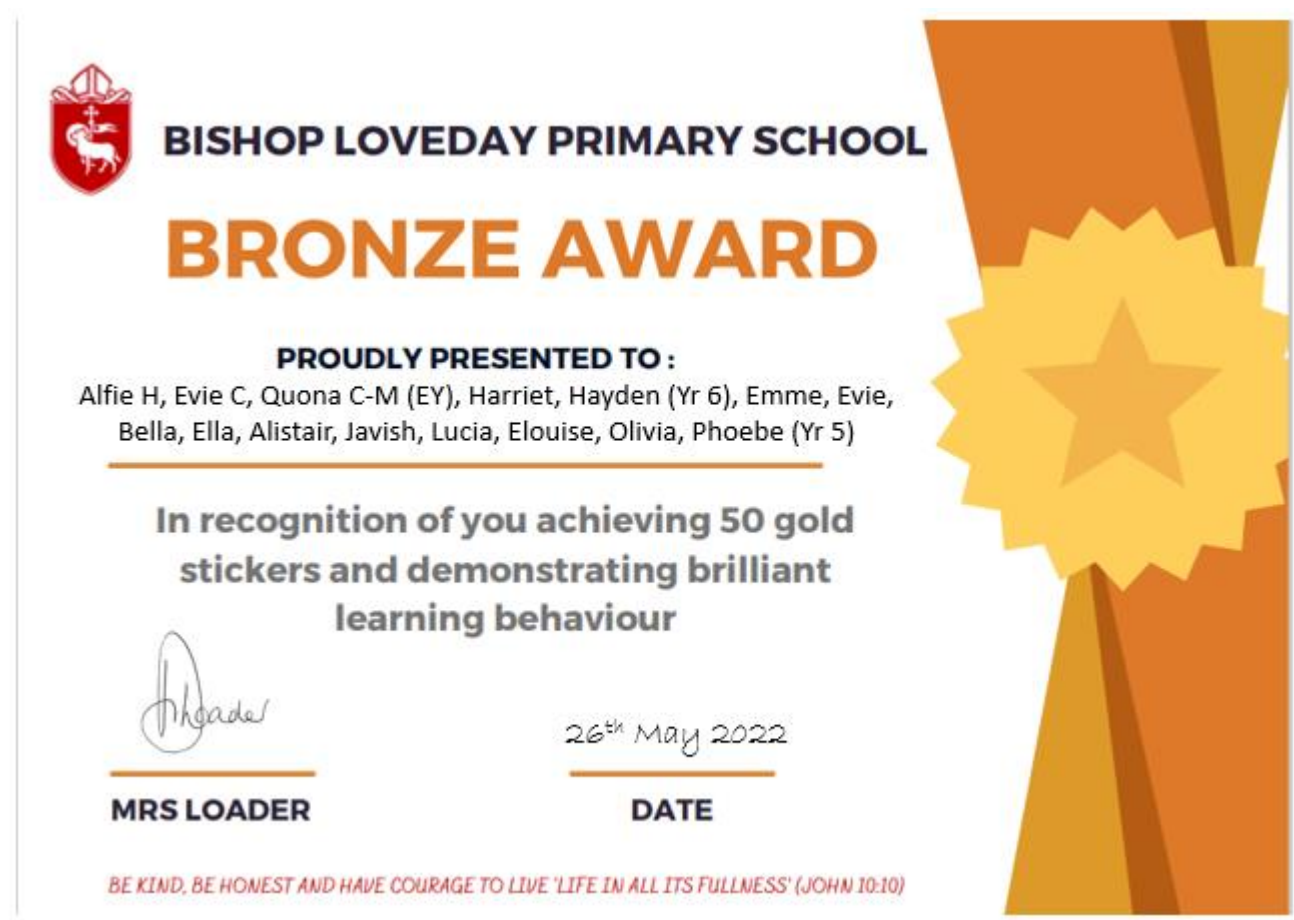 BISHOP LOVEDAY PRIMARY SCHOOL
BRONZE AWARD
PROUDLY PRESENTED TO :
Alfie H, Evie C, Quona C-M (EY), Harriet, Hayden (Yr 6), Emme, Evie,
Bella, Ella, Alistair, Javish, Lucia, Elouise, Olivia, Phoebe (Yr 5)
In recognition of you achieving 50 gold
stickers and demonstrating brilliant
learning behaviour
26th May 2022
MRS LOADER
DATE
BE KIND, BE HONEST AND HAVE COURAGE TO LIVE 'LIFE IN ALL ITS FULLNESS' (JOHN 10:10)